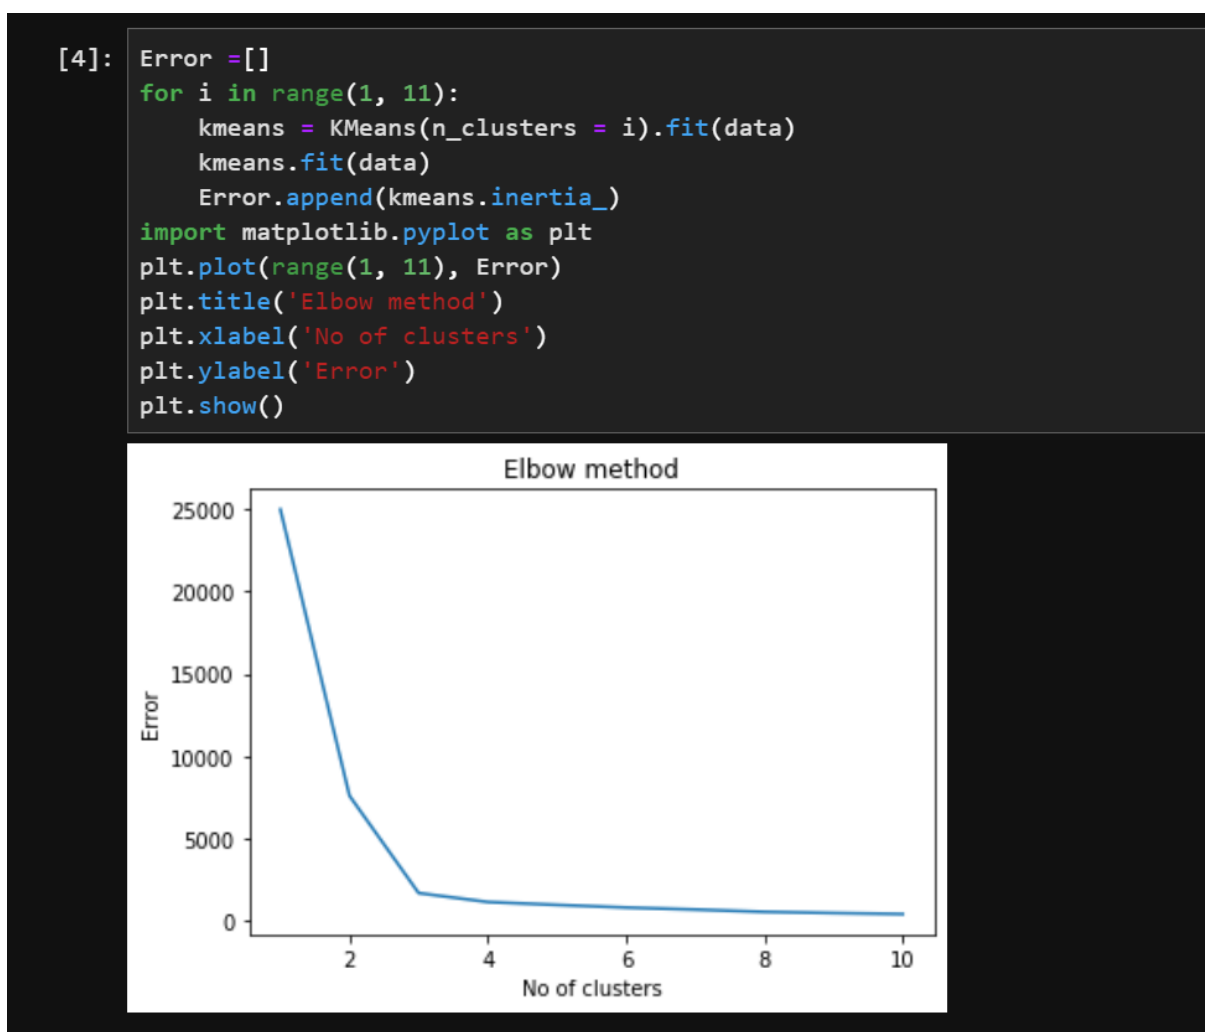 [4]: Error =[]
for i in range(1, 11):
    kmeans = KMeans(n_clusters = i).fit(data)
    kmeans.fit(data)
    Error.append(kmeans.inertia_)
import matplotlib.pyplot as plt
plt.plot(range(1, 11), Error)
plt.title('Elbow method')
plt.xlabel('No of clusters')
plt.ylabel('Error')
plt.show()
Elbow method
25000
20000
15000
10000
5000
0
Error
2 4 6 8 10
No of clusters